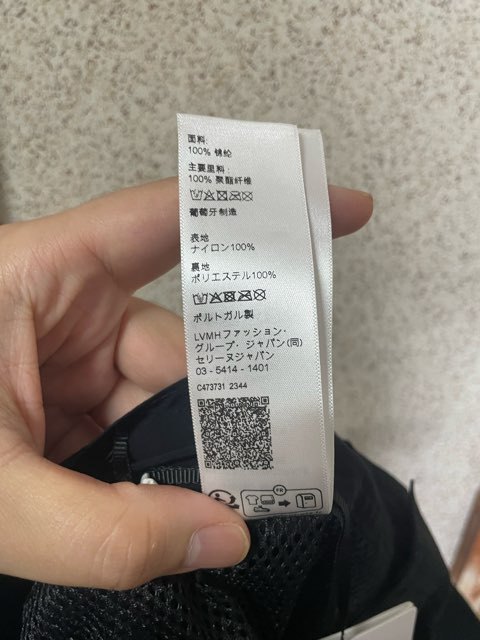 面料:
100% 锦纶
主要里料:
100% 聚酯纤维
葡萄牙制造
表地
ナイロン100%
裏地
ポリエステル100%
ポルトガル製
LVMHファッション・
グループ・ジャパン(同)
セリーヌジャパン
03 - 5414 - 1401
C473731 2344
FR